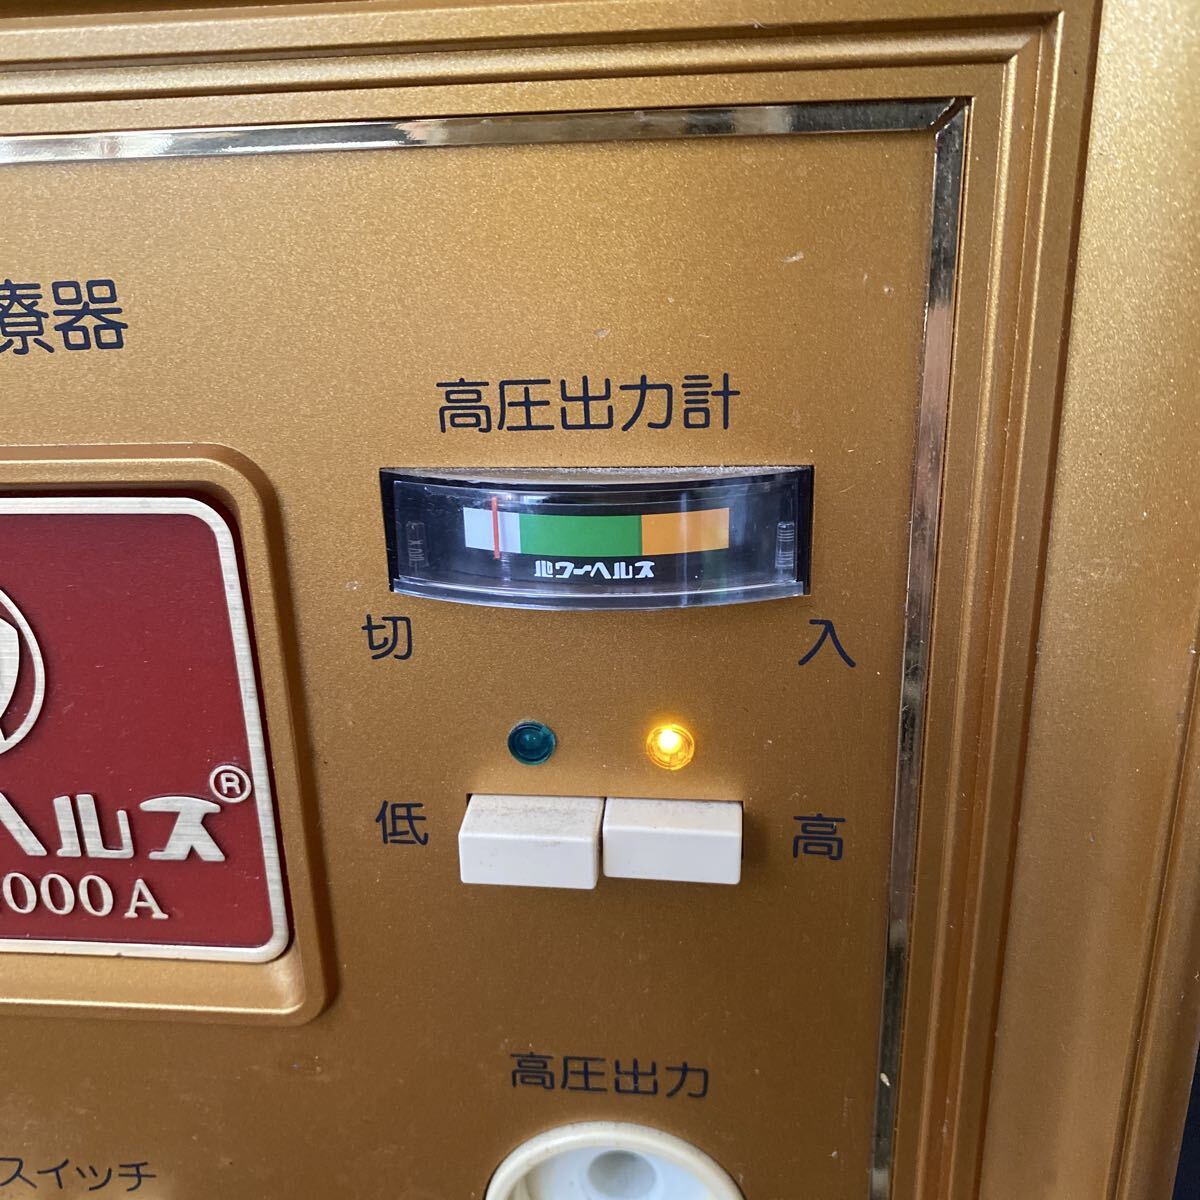 療器
高圧出力計
パワーヘルス
切 入
低 高
ヘルス®
000A
高圧出力
スイッチ